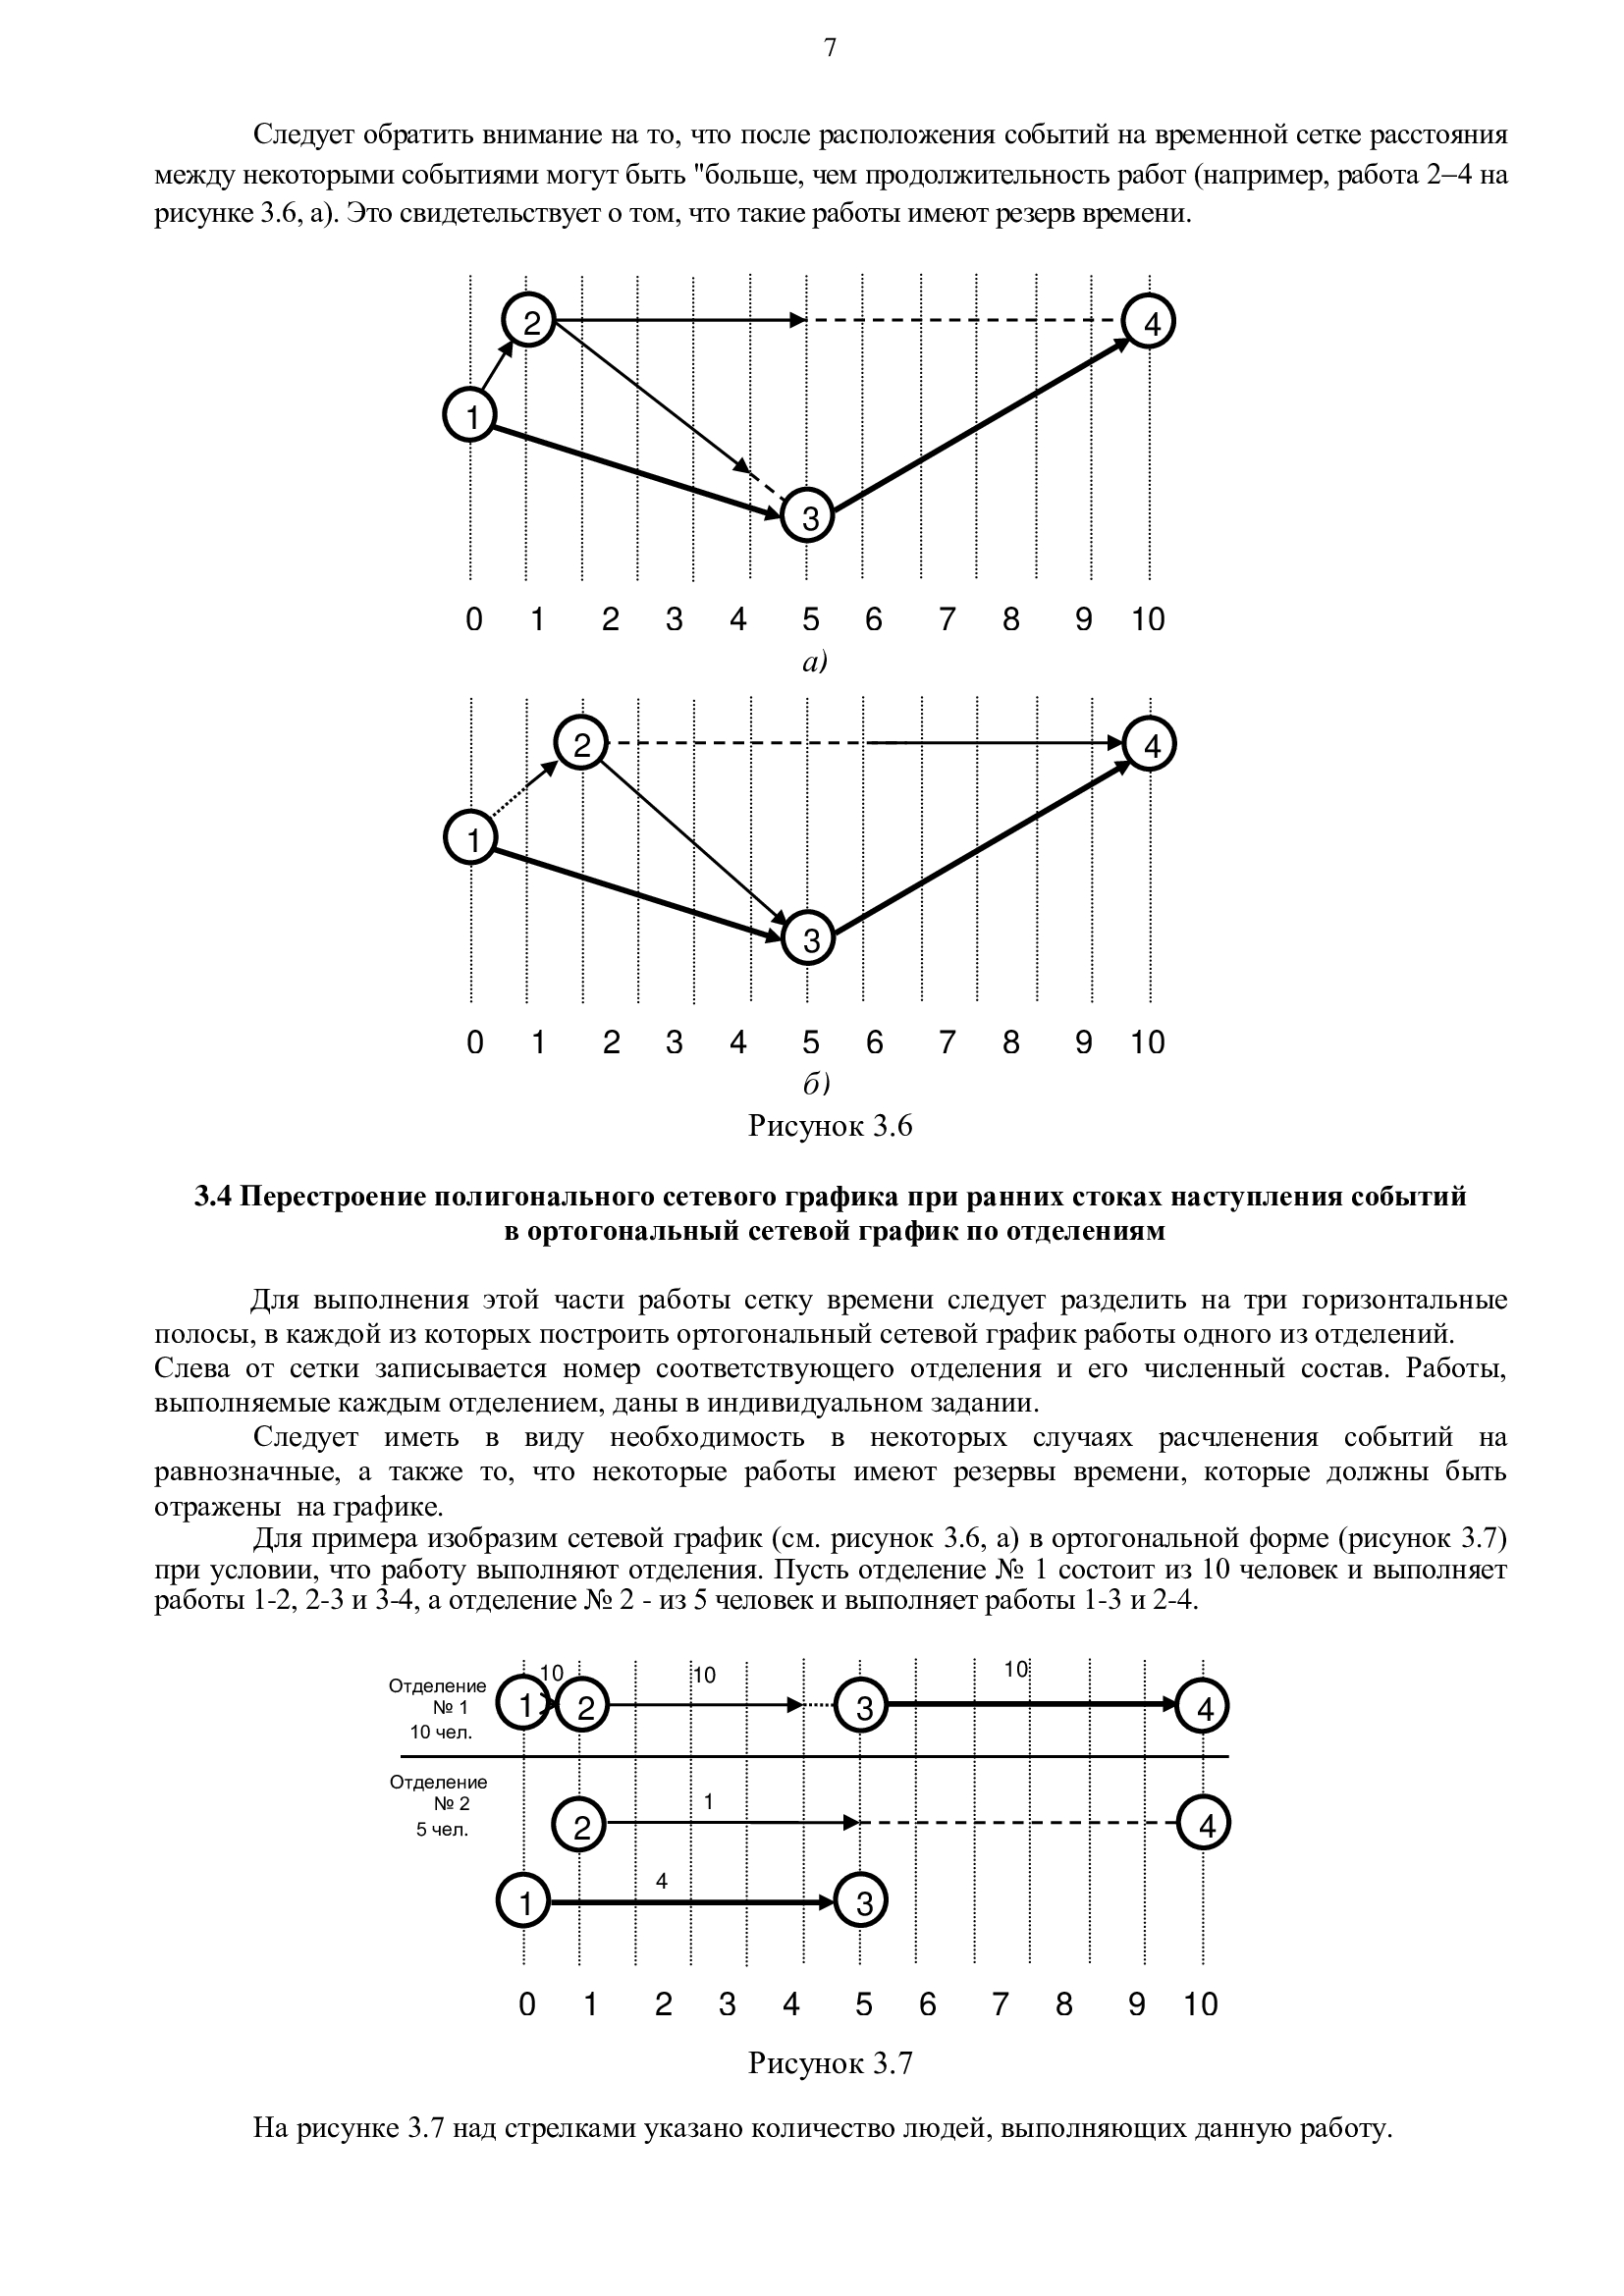 7
Следует обратить внимание на то, что после расположения событий на временной сетке расстояния
между некоторыми событиями могут быть "больше, чем продолжительность работ (например, работа 2–4 на
рисунке 3.6, а). Это свидетельствует о том, что такие работы имеют резерв времени.
2
4
1
3
0 1 2 3 4 5 6 7 8 9 10
а)
2
4
1
3
0 1 2 3 4 5 6 7 8 9 10
б)
Рисунок 3.6
3.4 Перестроение полигонального сетевого графика при ранних стоках наступления событий
в ортогональный сетевой график по отделениям
Для выполнения этой части работы сетку времени следует разделить на три горизонтальные
полосы, в каждой из которых построить ортогональный сетевой график работы одного из отделений.
Слева от сетки записывается номер соответствующего отделения и его численный состав. Работы,
выполняемые каждым отделением, даны в индивидуальном задании.
Следует иметь в виду необходимость в некоторых случаях расчленения событий на
равнозначные, а также то, что некоторые работы имеют резервы времени, которые должны быть
отражены на графике.
Для примера изобразим сетевой график (см. рисунок 3.6, а) в ортогональной форме (рисунок 3.7)
при условии, что работу выполняют отделения. Пусть отделение № 1 состоит из 10 человек и выполняет
работы 1-2, 2-3 и 3-4, а отделение № 2 - из 5 человек и выполняет работы 1-3 и 2-4.
10 10 10
Отделение
№ 1
10 чел.
1 2 3 4
Отделение
№ 2
5 чел.
1
2 4
4
1 3
0 1 2 3 4 5 6 7 8 9 10
Рисунок 3.7
На рисунке 3.7 над стрелками указано количество людей, выполняющих данную работу.